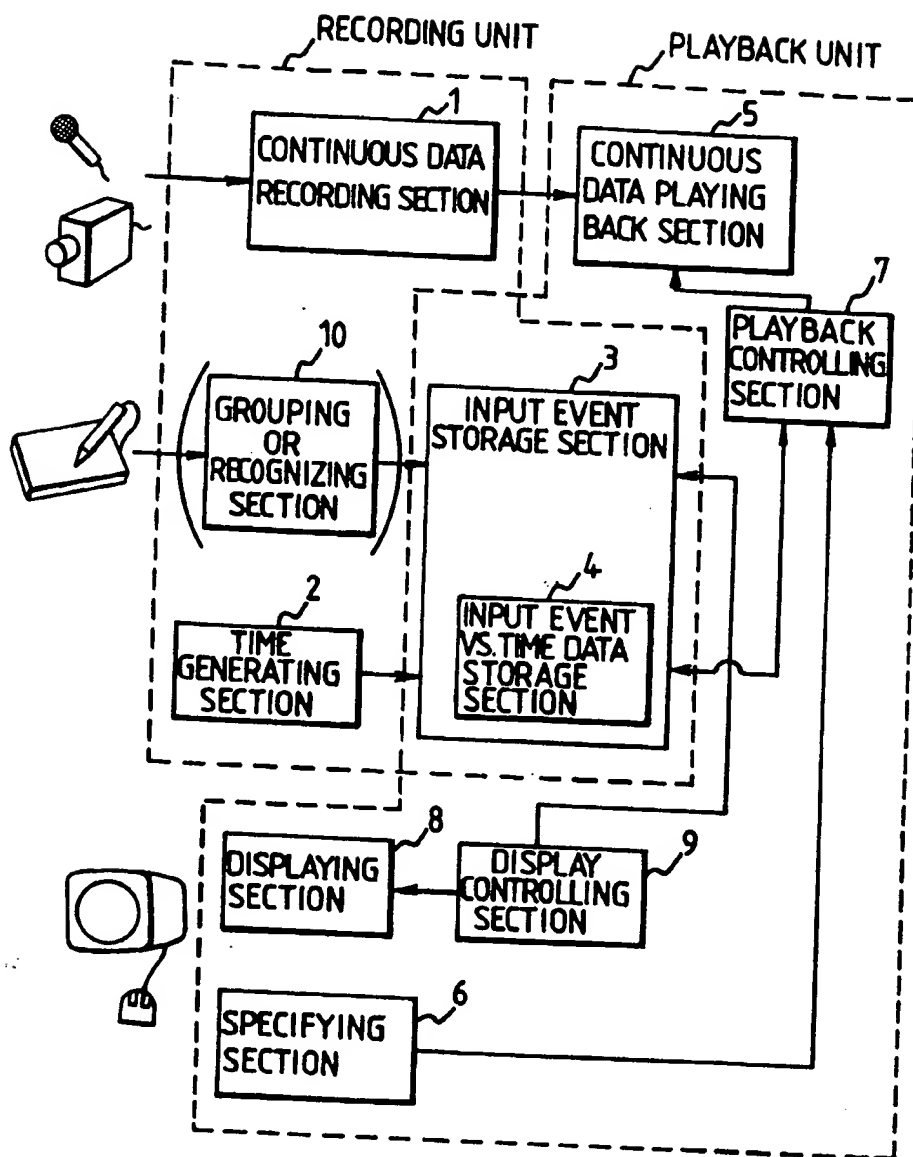 RECORDING UNIT
PLAYBACK UNIT
1
CONTINUOUS DATA
RECORDING SECTION
5
CONTINUOUS
DATA PLAYING
BACK SECTION
7
PLAYBACK
CONTROLLING
SECTION
10
GROUPING
OR
RECOGNIZING
SECTION
3
INPUT EVENT
STORAGE SECTION
4
INPUT EVENT
VS. TIME DATA
STORAGE
SECTION
2
TIME
GENERATING
SECTION
8
DISPLAYING
SECTION
9
DISPLAY
CONTROLLING
SECTION
6
SPECIFYING
SECTION